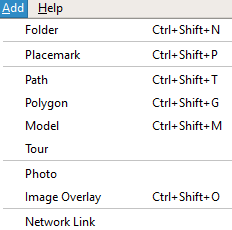 Add Help
Folder Ctrl+Shift+N
Placemark Ctrl+Shift+P
Path Ctrl+Shift+T
Polygon Ctrl+Shift+G
Model Ctrl+Shift+M
Tour
Photo
Image Overlay Ctrl+Shift+O
Network Link